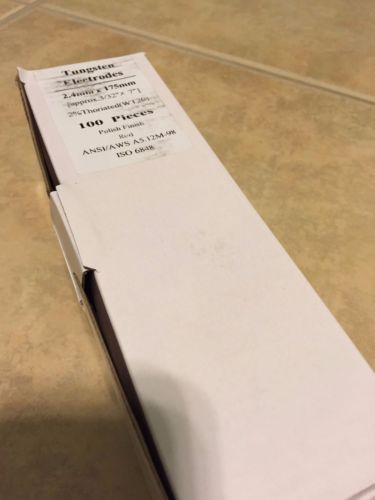 Tungsten
Electrodes
2.4mm x 175mm
[approx.3/32"x 7"]
2%Thoriated(WT20)
100 Pieces
Polish Finish
Red
ANSI/AWS A5.12M-98
ISO 6848